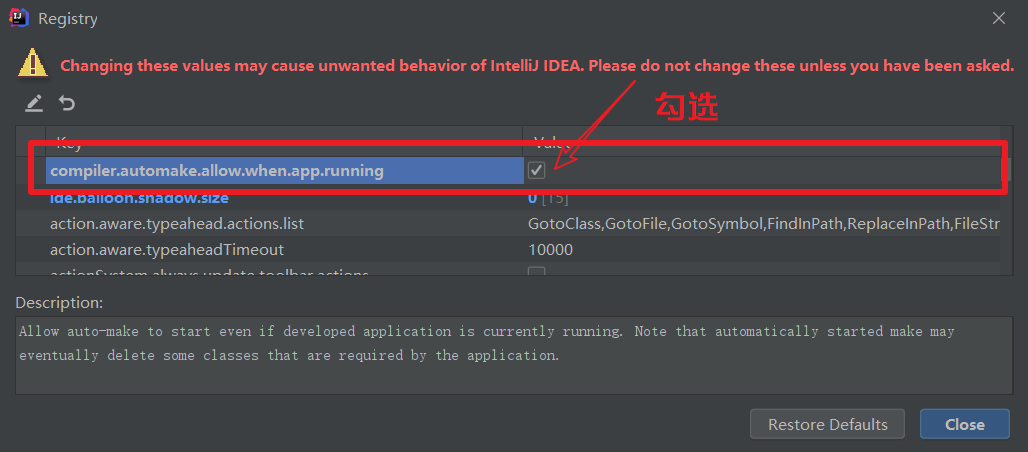 Registry
Changing these values may cause unwanted behavior of IntelliJ IDEA. Please do not change these unless you have been asked.
勾选
Key Value
compiler.automake.allow.when.app.running
ide.balloon.shadow.size 0 [15]
action.aware.typeahead.actions.list GotoClass,GotoFile,GotoSymbol,FindInPath,ReplaceInPath,FileStr
action.aware.typeaheadTimeout 10000
actionSystem.always.update.toolbar.actions
Description:
Allow auto-make to start even if developed application is currently running. Note that automatically started make may
eventually delete some classes that are required by the application.
Restore Defaults Close